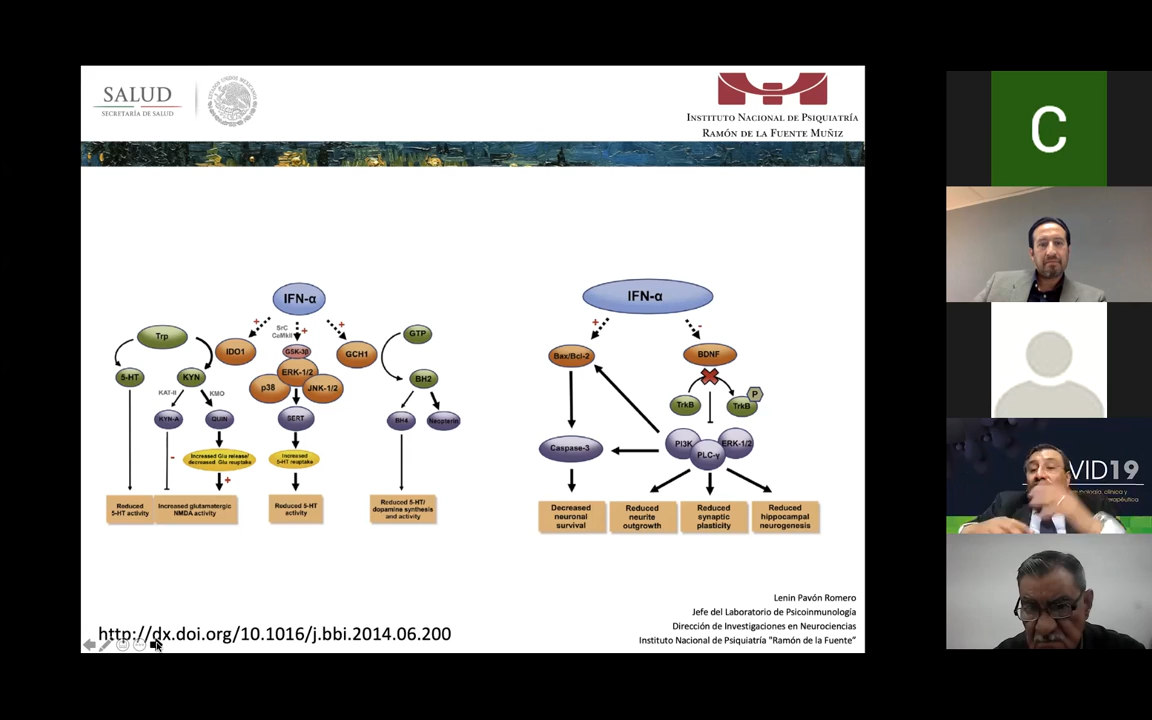 SALUD
SECRETARÍA DE SALUD
INSTITUTO NACIONAL DE PSIQUIATRÍA
RAMÓN DE LA FUENTE MUÑIZ
IFN-α
SrC
CaMkII
+
+
+
Trp
IDO1
GSK-3β
ERK-1/2
p38
JNK-1/2
GCH1
GTP
5-HT
KYN
BH2
KAT-II
KMO
KYN-A
QUIN
SERT
BH4
Neopterin
-
Increased Glu release/
decreased Glu reuptake
+
Increased
5-HT reuptake
Reduced
5-HT activity
Increased glutamatergic
NMDA activity
Reduced 5-HT
activity
Reduced 5-HT/
dopamine synthesis
and activity
IFN-α
+
-
Bax/Bcl-2
BDNF
TrkB
TrkB
P
PI3K
PLC-γ
ERK-1/2
Caspase-3
Decreased
neuronal
survival
Reduced
neurite
outgrowth
Reduced
synaptic
plasticity
Reduced
hippocampal
neurogenesis
Lenin Pavón Romero
Jefe del Laboratorio de Psicoinmunología
Dirección de Investigaciones en Neurociencias
Instituto Nacional de Psiquiatría "Ramón de la Fuente"
http://dx.doi.org/10.1016/j.bbi.2014.06.200
C
VID19